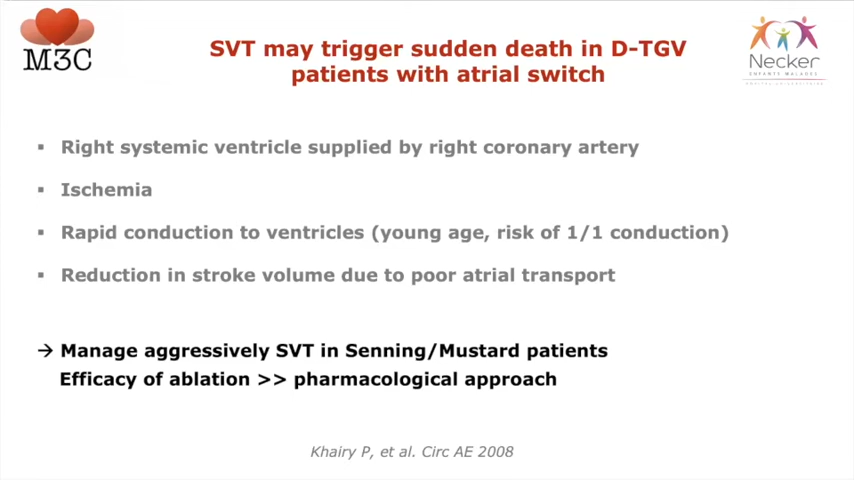 M3C
SVT may trigger sudden death in D-TGV
patients with atrial switch
Necker
ENFANTS MALADES
▪ Right systemic ventricle supplied by right coronary artery
▪ Ischemia
▪ Rapid conduction to ventricles (young age, risk of 1/1 conduction)
▪ Reduction in stroke volume due to poor atrial transport
→ Manage aggressively SVT in Senning/Mustard patients
Efficacy of ablation >> pharmacological approach
Khairy P, et al. Circ AE 2008